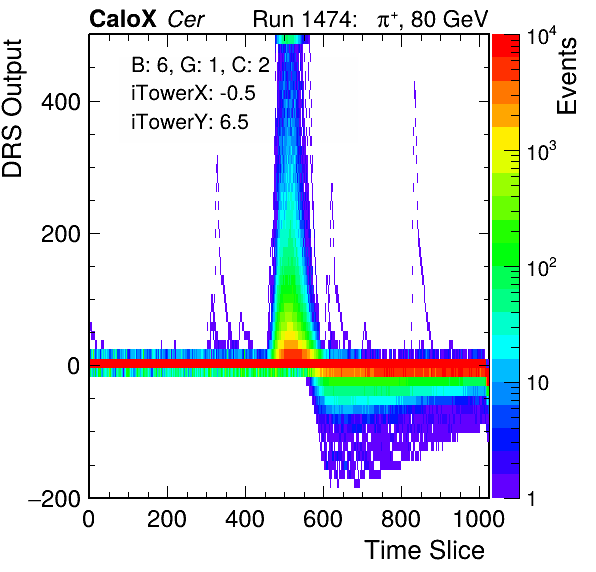 CaloX Cer Run 1474: π⁺, 80 GeV
B: 6, G: 1, C: 2
iTowerX: -0.5
iTowerY: 6.5
DRS Output
400
200
0
−200
0 200 400 600 800 1000
Time Slice
Events
10⁴
10³
10²
10
1